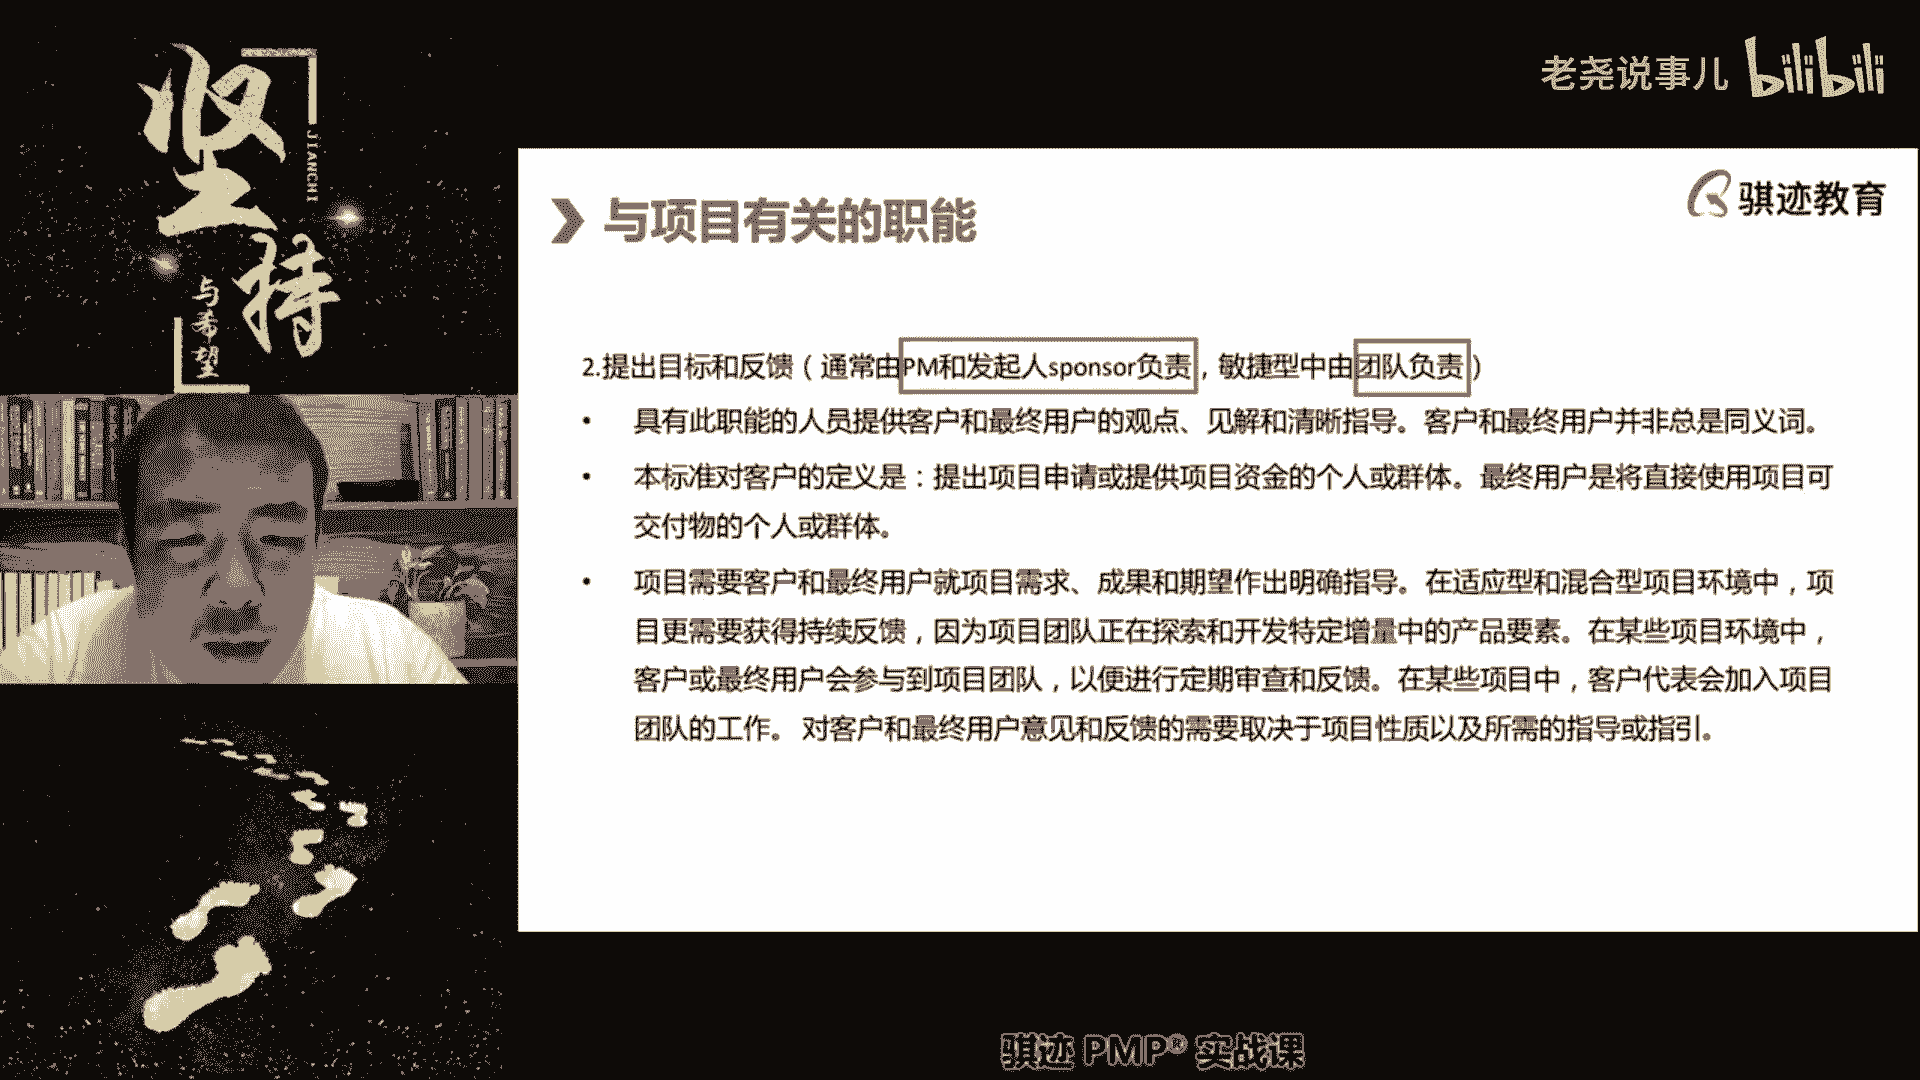 坚持
JIANCHI
与希望
老尧说事儿 bilibili
骐迹教育
与项目有关的职能
2.提出目标和反馈（通常由PM和发起人sponsor负责，敏捷型中由团队负责）
• 具有此职能的人员提供客户和最终用户的观点、见解和清晰指导。客户和最终用户并非总是同义词。
• 本标准对客户的定义是：提出项目申请或提供项目资金的个人或群体。最终用户是将直接使用项目可
交付物的个人或群体。
• 项目需要客户和最终用户就项目需求、成果和期望作出明确指导。在适应型和混合型项目环境中，项
目更需要获得持续反馈，因为项目团队正在探索和开发特定增量中的产品要素。在某些项目环境中，
客户或最终用户会参与到项目团队，以便进行定期审查和反馈。在某些项目中，客户代表会加入项目
团队的工作。 对客户和最终用户意见和反馈的需要取决于项目性质以及所需的指导或指引。
骐迹 PMP® 实战课